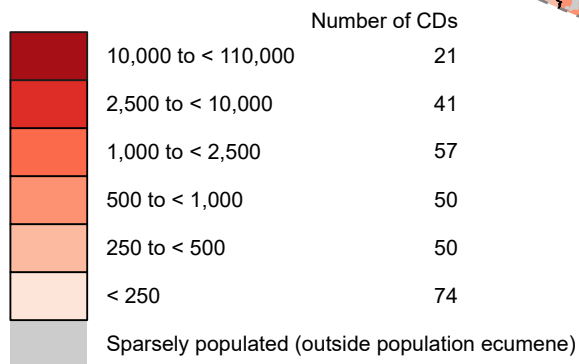 Number of CDs
10,000 to < 110,000 21
2,500 to < 10,000 41
1,000 to < 2,500 57
500 to < 1,000 50
250 to < 500 50
< 250 74
Sparsely populated (outside population ecumene)